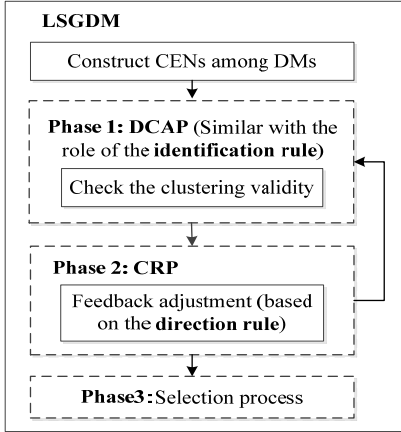 LSGDM
Construct CENs among DMs
Phase 1: DCAP (Similar with the
role of the identification rule)
Check the clustering validity
Phase 2: CRP
Feedback adjustment (based
on the direction rule)
Phase3:Selection process